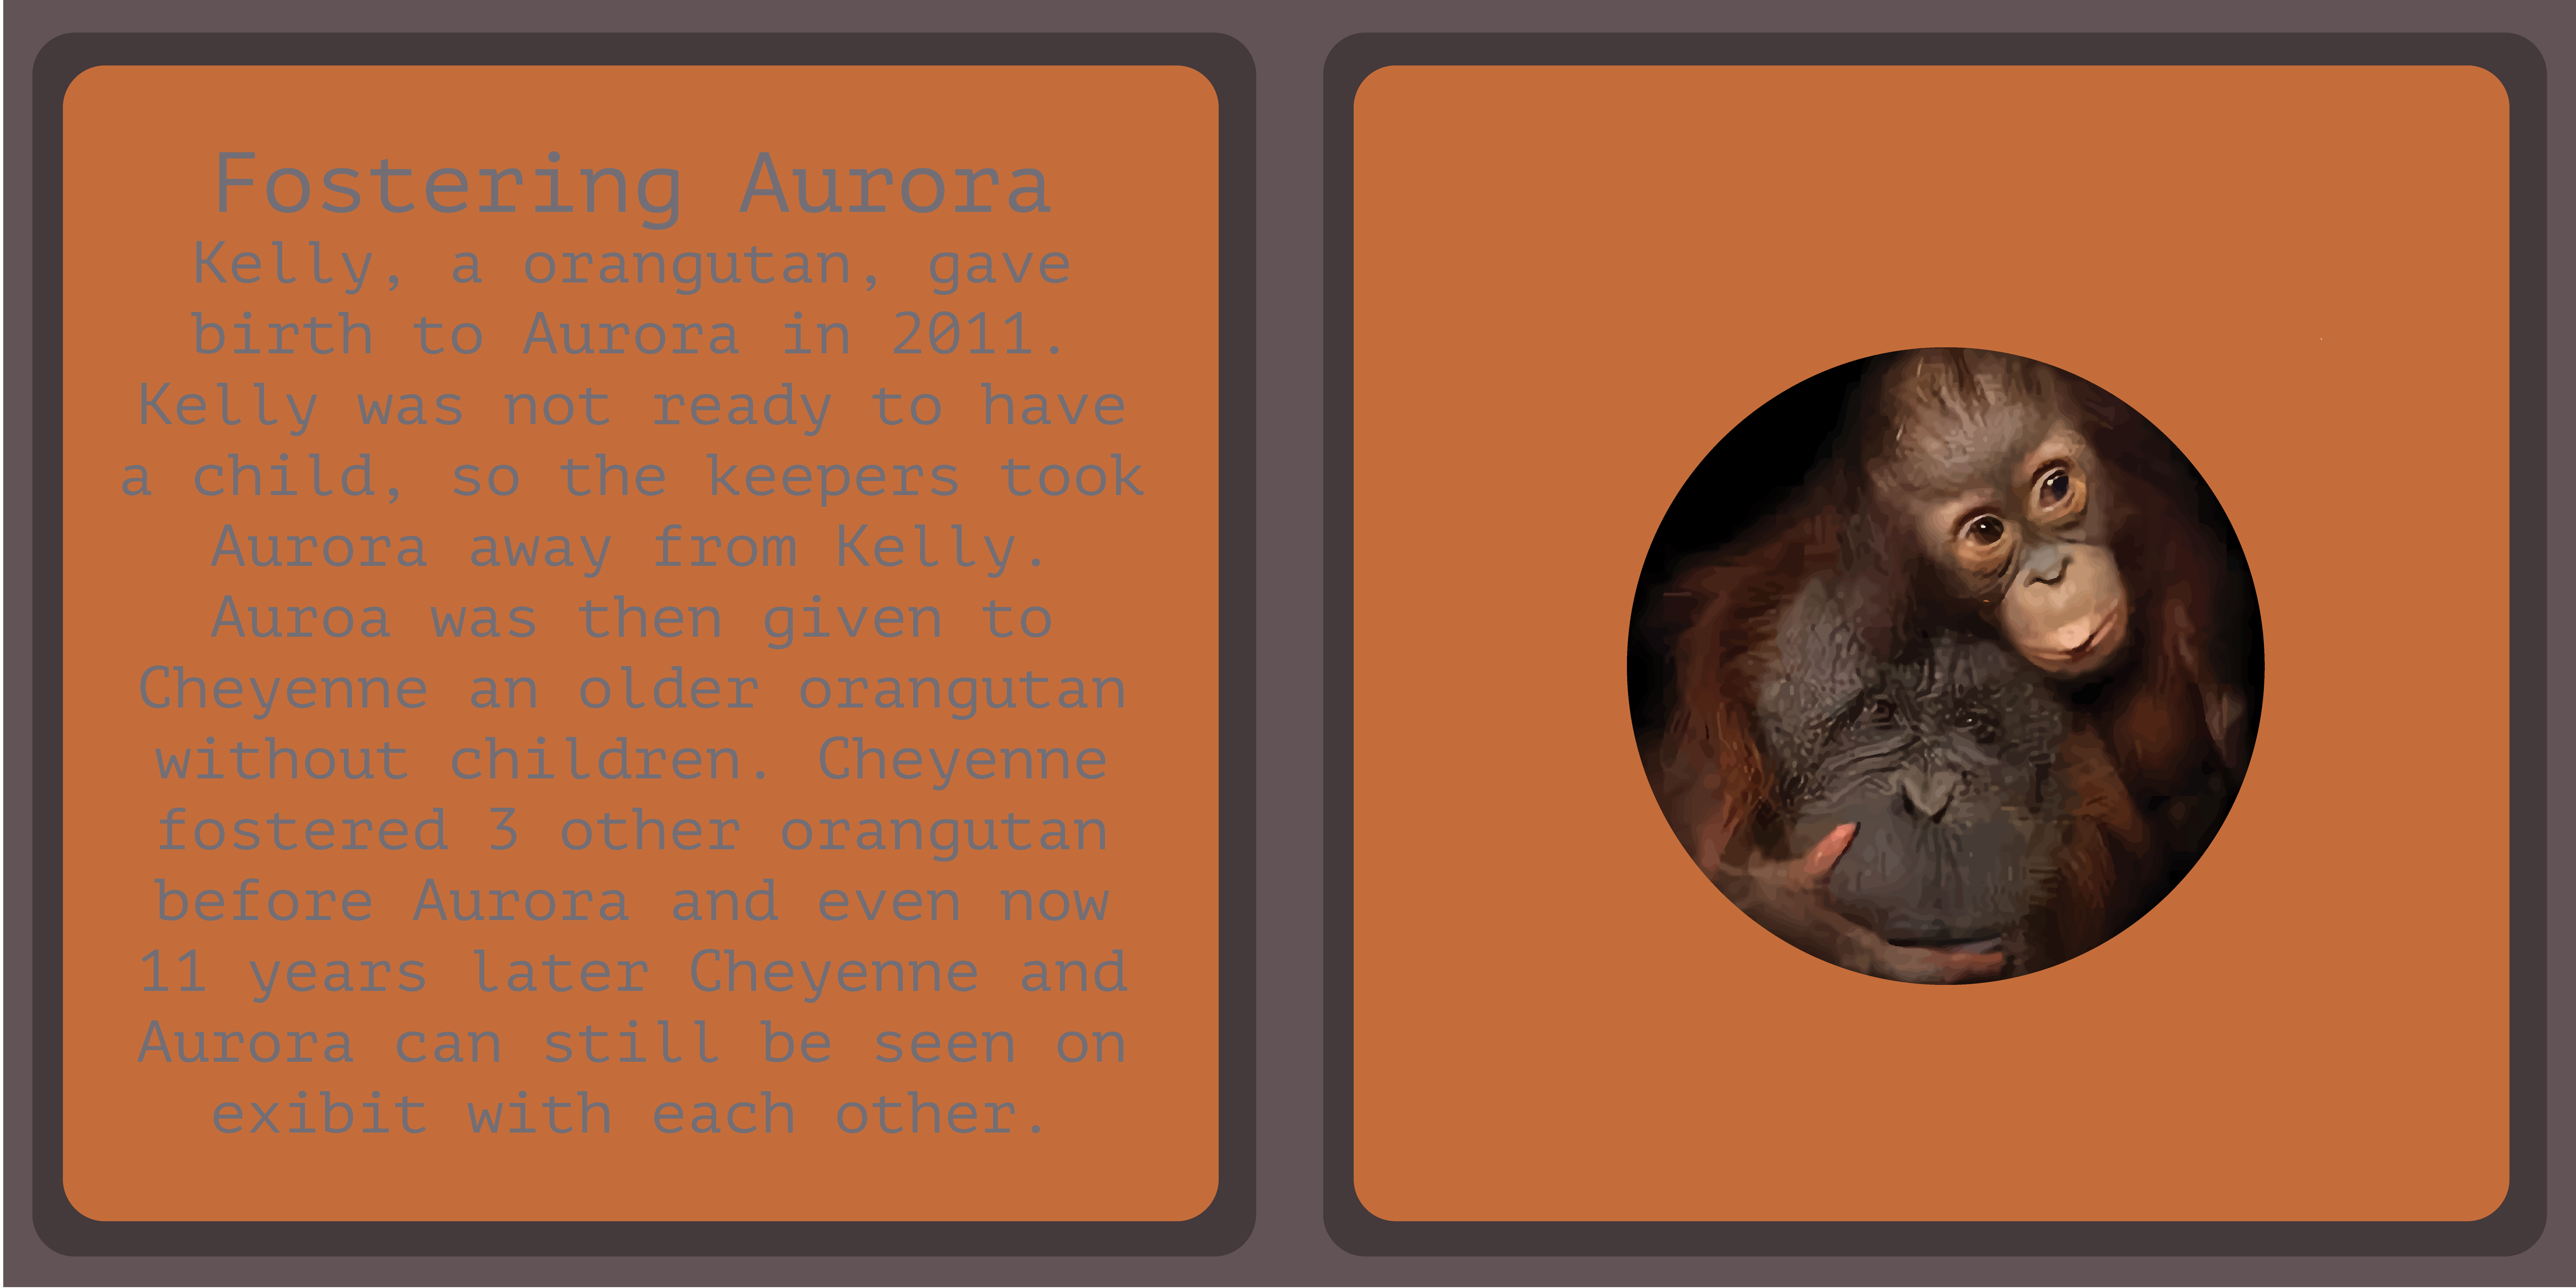 Fostering Aurora
Kelly, a orangutan, gave
birth to Aurora in 2011.
Kelly was not ready to have
a child, so the keepers took
Aurora away from Kelly.
Auroa was then given to
Cheyenne an older orangutan
without children. Cheyenne
fostered 3 other orangutan
before Aurora and even now
11 years later Cheyenne and
Aurora can still be seen on
exibit with each other.